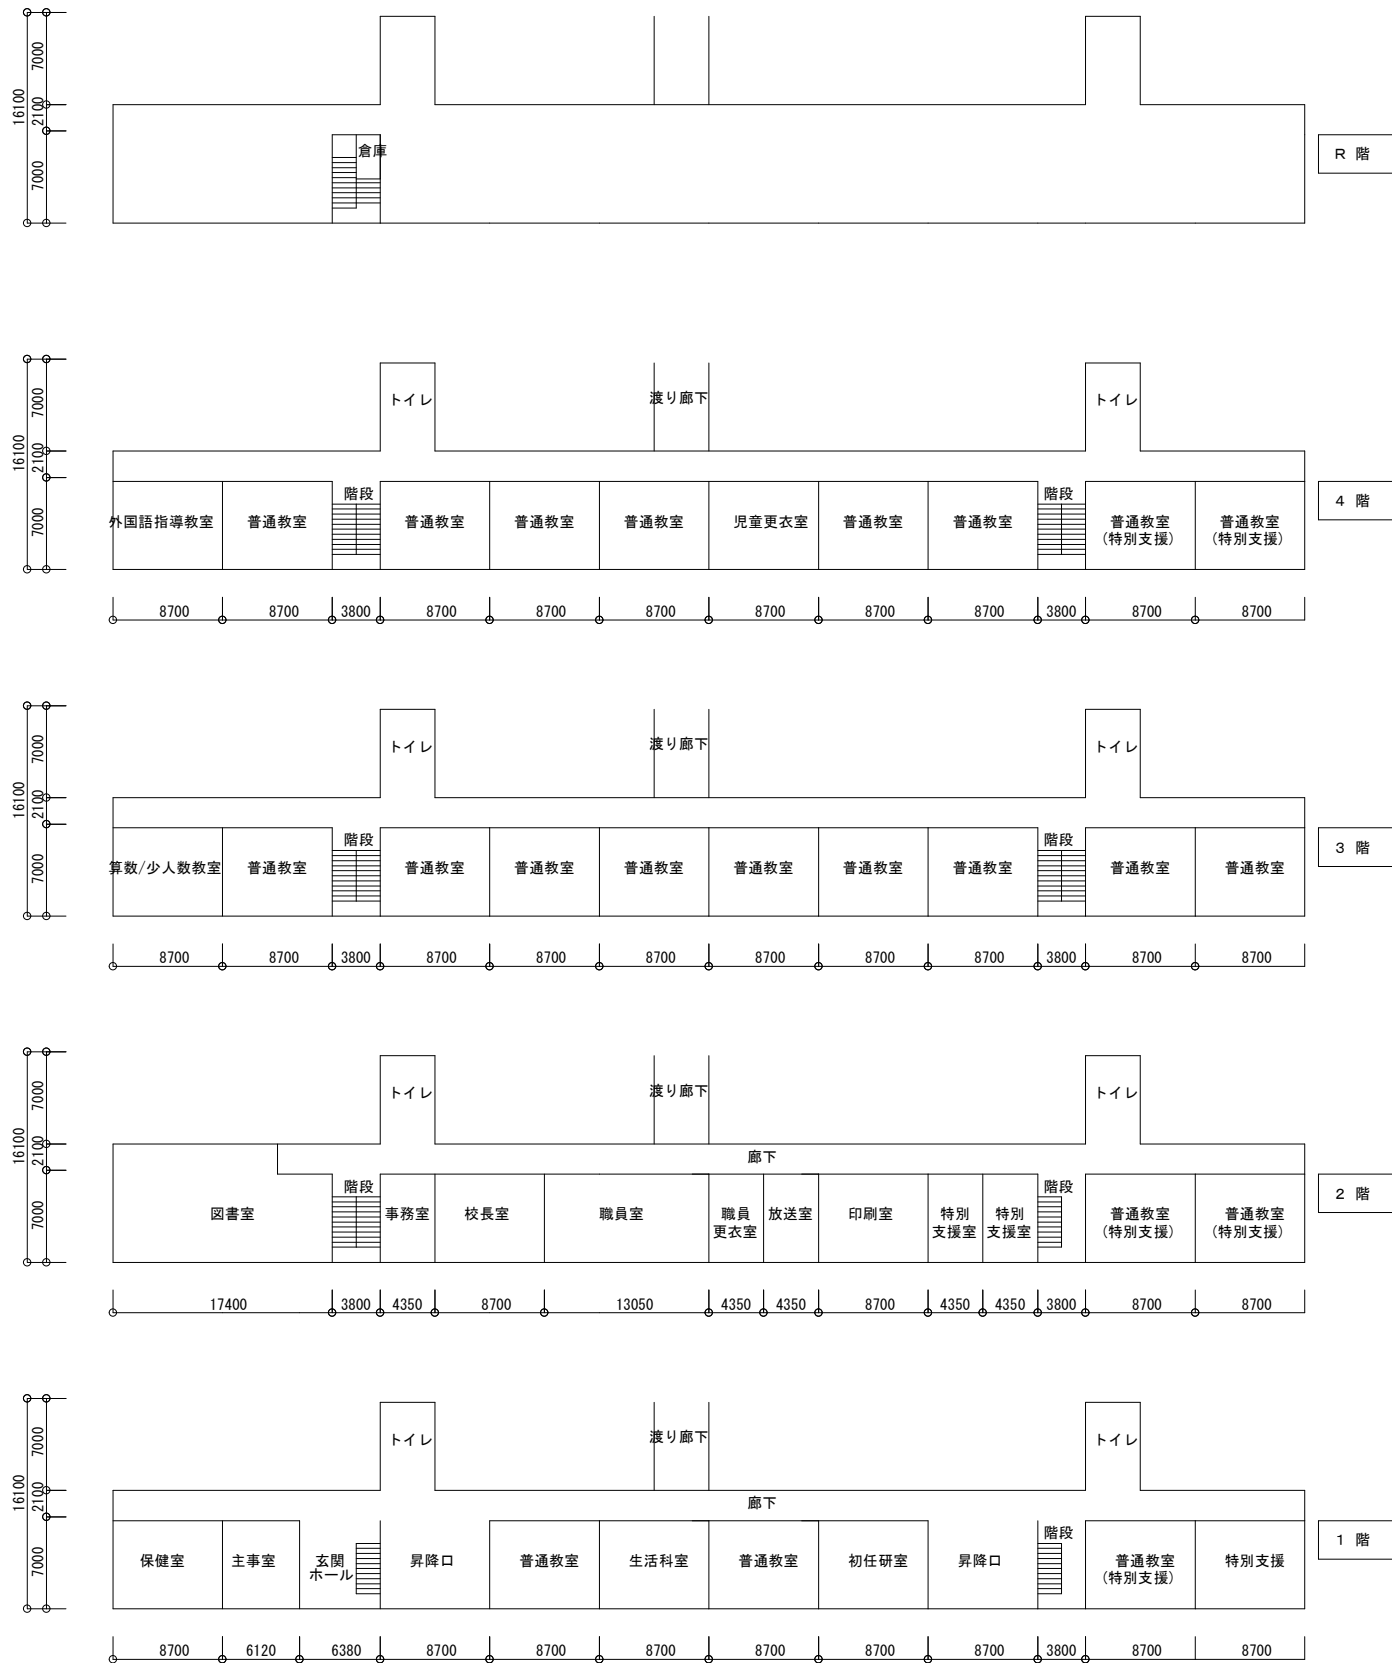 16100
7000
2100
7000
倉庫
R 階
16100
7000
2100
7000
トイレ
渡り廊下
トイレ
階段
階段
外国語指導教室
普通教室
普通教室
普通教室
普通教室
児童更衣室
普通教室
普通教室
普通教室
(特別支援)
普通教室
(特別支援)
4 階
8700
8700
3800
8700
8700
8700
8700
8700
8700
3800
8700
8700
16100
7000
2100
7000
トイレ
渡り廊下
トイレ
階段
階段
算数/少人数教室
普通教室
普通教室
普通教室
普通教室
普通教室
普通教室
普通教室
普通教室
普通教室
3 階
8700
8700
3800
8700
8700
8700
8700
8700
8700
3800
8700
8700
16100
7000
2100
7000
トイレ
渡り廊下
トイレ
廊下
階段
階段
図書室
事務室
校長室
職員室
職員
更衣室
放送室
印刷室
特別
支援室
特別
支援室
普通教室
(特別支援)
普通教室
(特別支援)
2 階
17400
3800
4350
8700
13050
4350
4350
8700
4350
4350
3800
8700
8700
16100
7000
2100
7000
トイレ
渡り廊下
トイレ
廊下
階段
保健室
主事室
玄関
ホール
昇降口
普通教室
生活科室
普通教室
初任研室
昇降口
普通教室
(特別支援)
特別支援
1 階
8700
6120
6380
8700
8700
8700
8700
8700
8700
3800
8700
8700